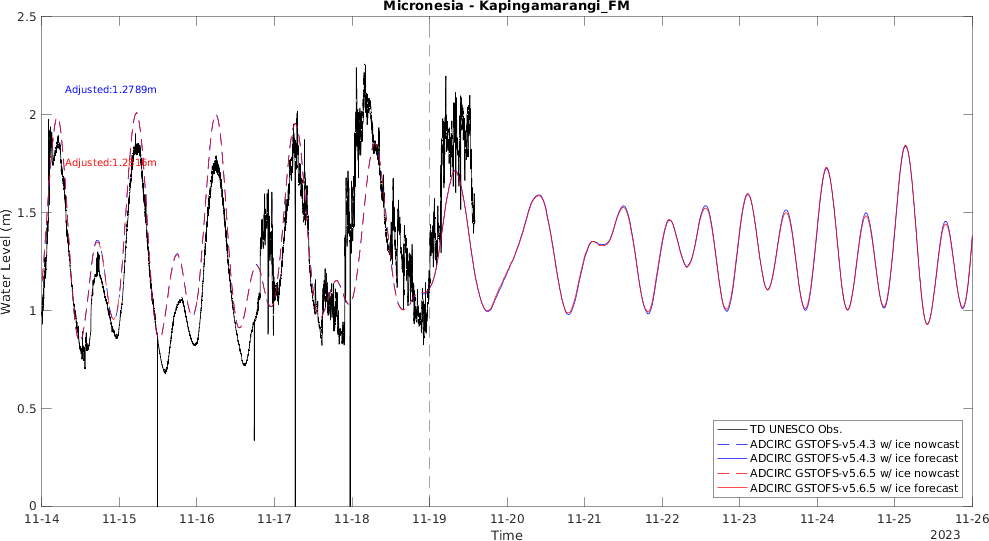 Micronesia - Kapingamarangi_FM
2.5
Adjusted:1.2789m
2
Adjusted:1.2815m
Water Level (m)
1.5
1
0.5
0
TD UNESCO Obs.
ADCIRC GSTOFS-v5.4.3 w/ ice nowcast
ADCIRC GSTOFS-v5.4.3 w/ ice forecast
ADCIRC GSTOFS-v5.6.5 w/ ice nowcast
ADCIRC GSTOFS-v5.6.5 w/ ice forecast
11-14 11-15 11-16 11-17 11-18 11-19 11-20 11-21 11-22 11-23 11-24 11-25 11-26
Time
2023